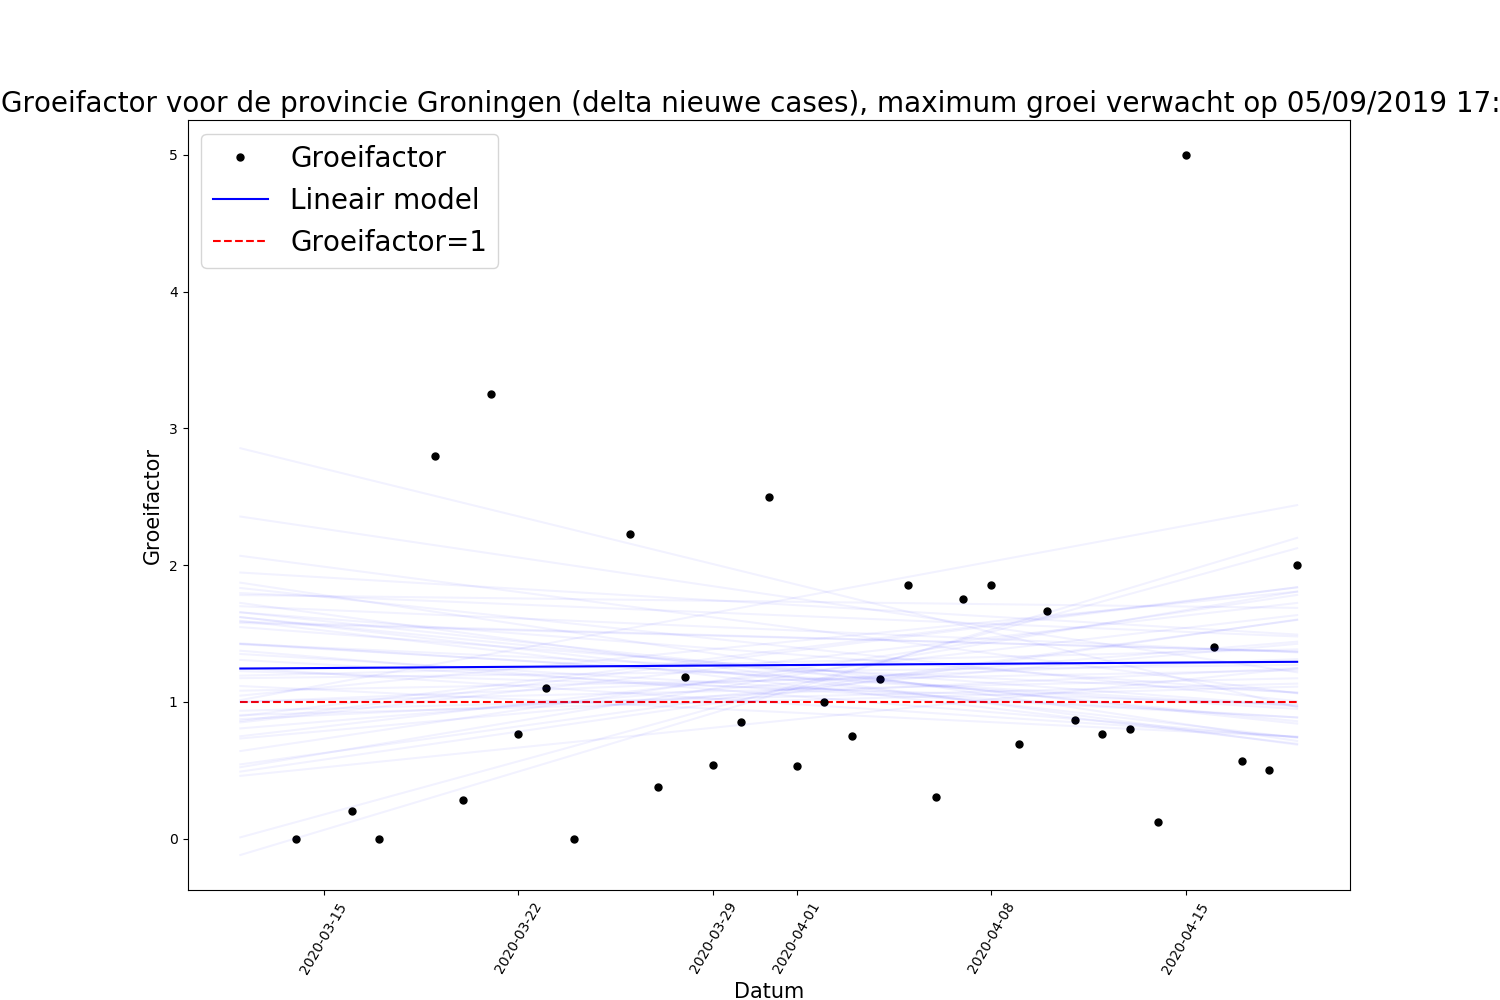 Groeifactor voor de provincie Groningen (delta nieuwe cases), maximum groei verwacht op 05/09/2019 17:
Groeifactor
Lineair model
Groeifactor=1
5
4
3
2
1
0
Groeifactor
2020-03-15
2020-03-22
2020-03-29
2020-04-01
2020-04-08
2020-04-15
Datum